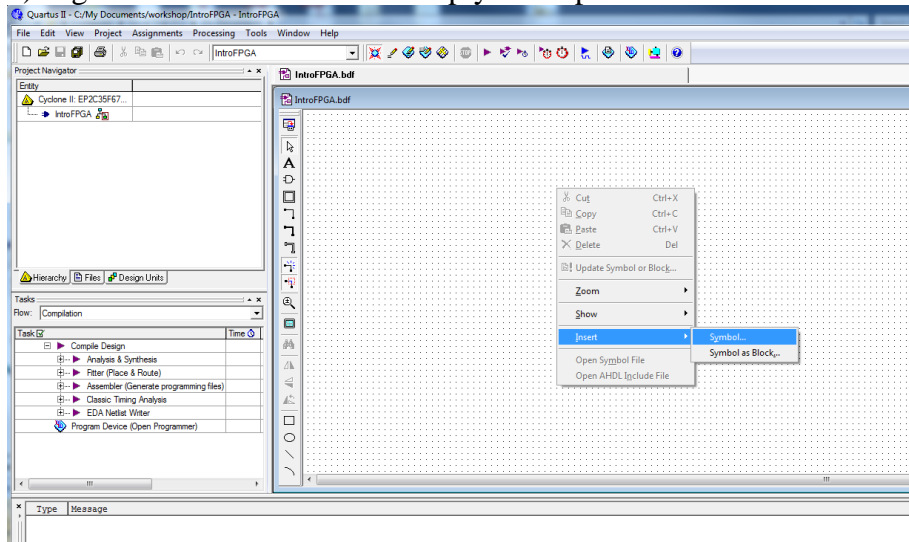 Quartus II - C:/My Documents/workshop/IntroFPGA - IntroFPGA
File Edit View Project Assignments Processing Tools Window Help
IntroFPGA
Project Navigator
IntroFPGA.bdf
Entity
Cyclone II: EP2C35F67...
IntroFPGA
IntroFPGA.bdf
Cut Ctrl+X
Copy Ctrl+C
Paste Ctrl+V
Delete Del
Update Symbol or Block...
Zoom
Show
Insert
Symbol...
Symbol as Block...
Open Symbol File
Open AHDL Include File
Hierarchy Files Design Units
Tasks
Flow: Compilation
Task Time
Compile Design
Analysis & Synthesis
Fitter (Place & Route)
Assembler (Generate programming files)
Classic Timing Analysis
EDA Netlist Writer
Program Device (Open Programmer)
Type Message